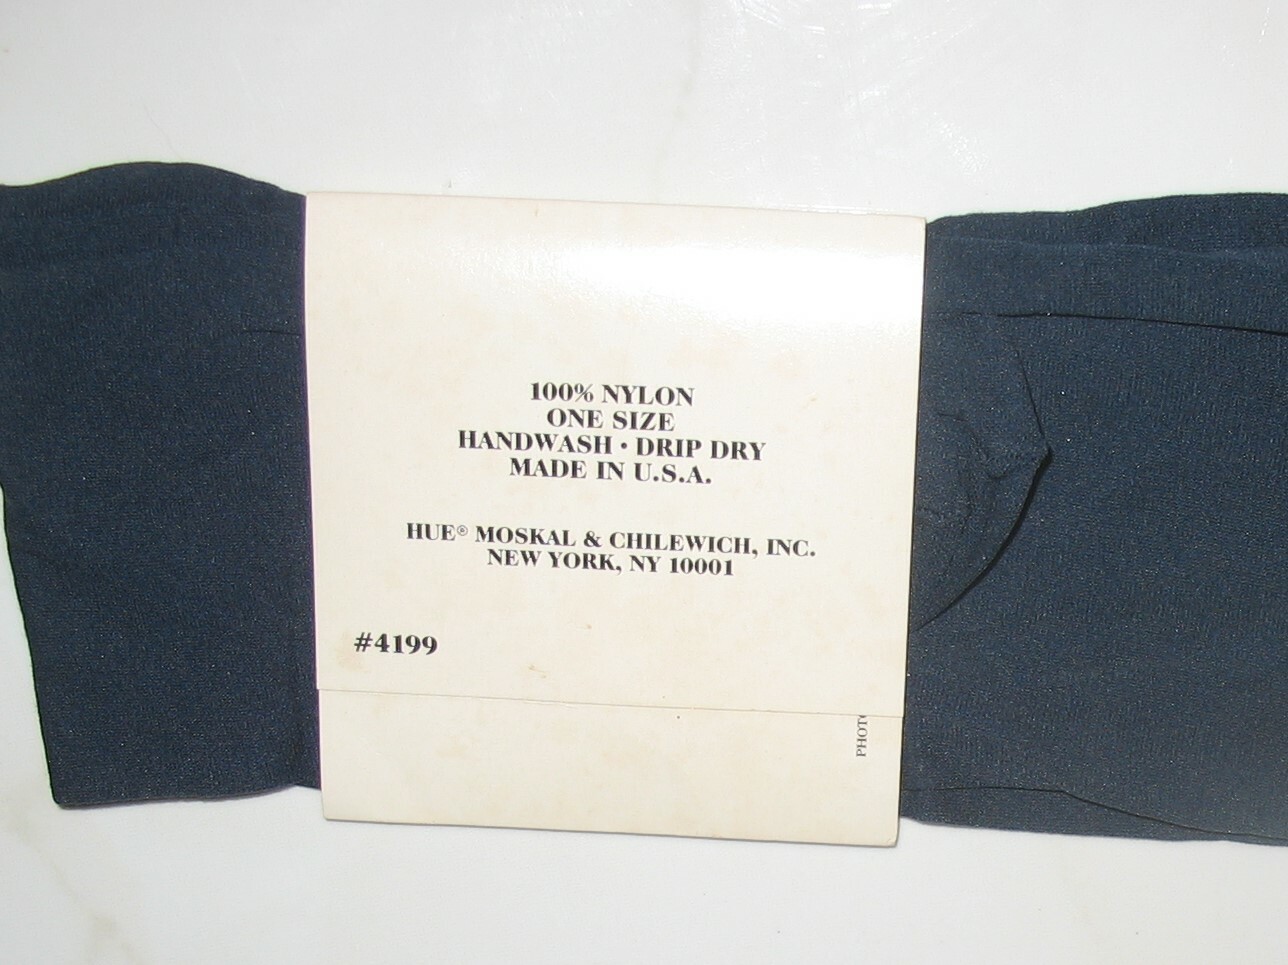 100% NYLON
ONE SIZE
HANDWASH • DRIP DRY
MADE IN U.S.A.
HUE® MOSKAL & CHILEWICH, INC.
NEW YORK, NY 10001
#4199